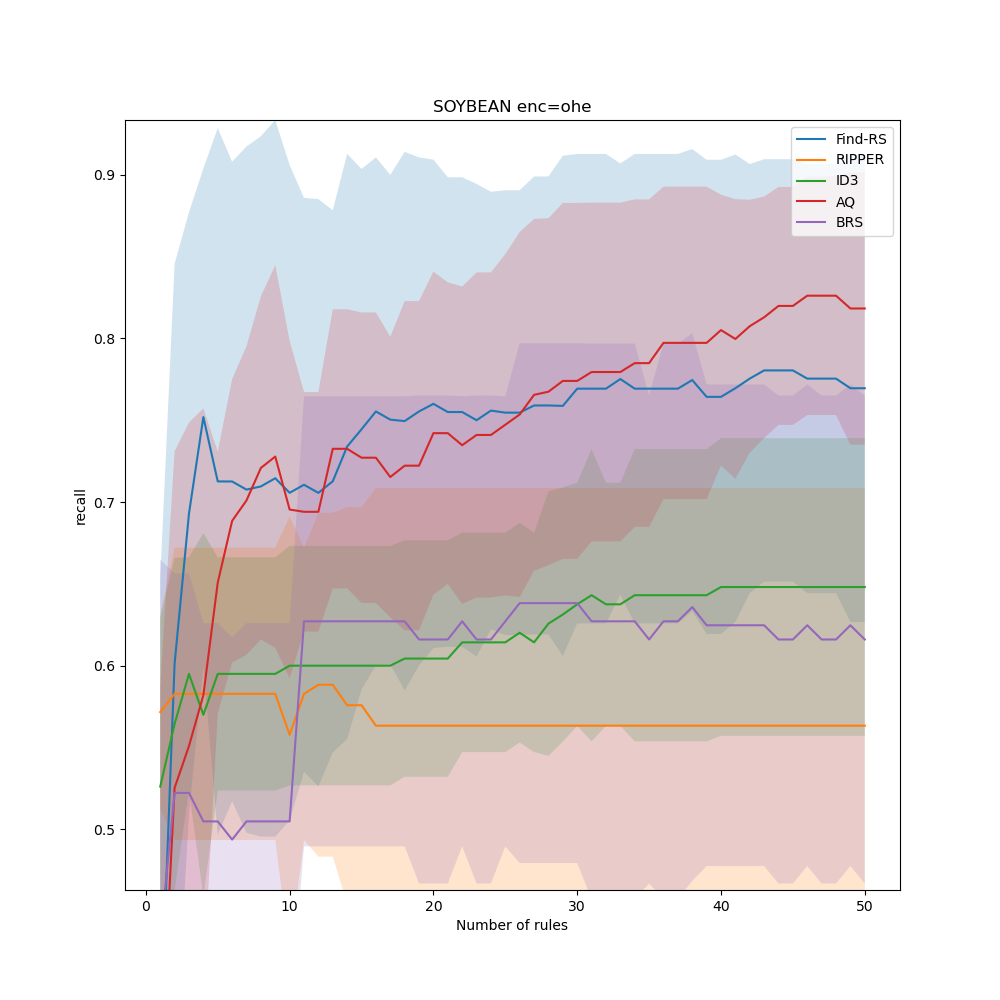 SOYBEAN enc=ohe
Find-RS
RIPPER
ID3
AQ
BRS
0.9
0.8
0.7
0.6
0.5
recall
0 10 20 30 40 50
Number of rules